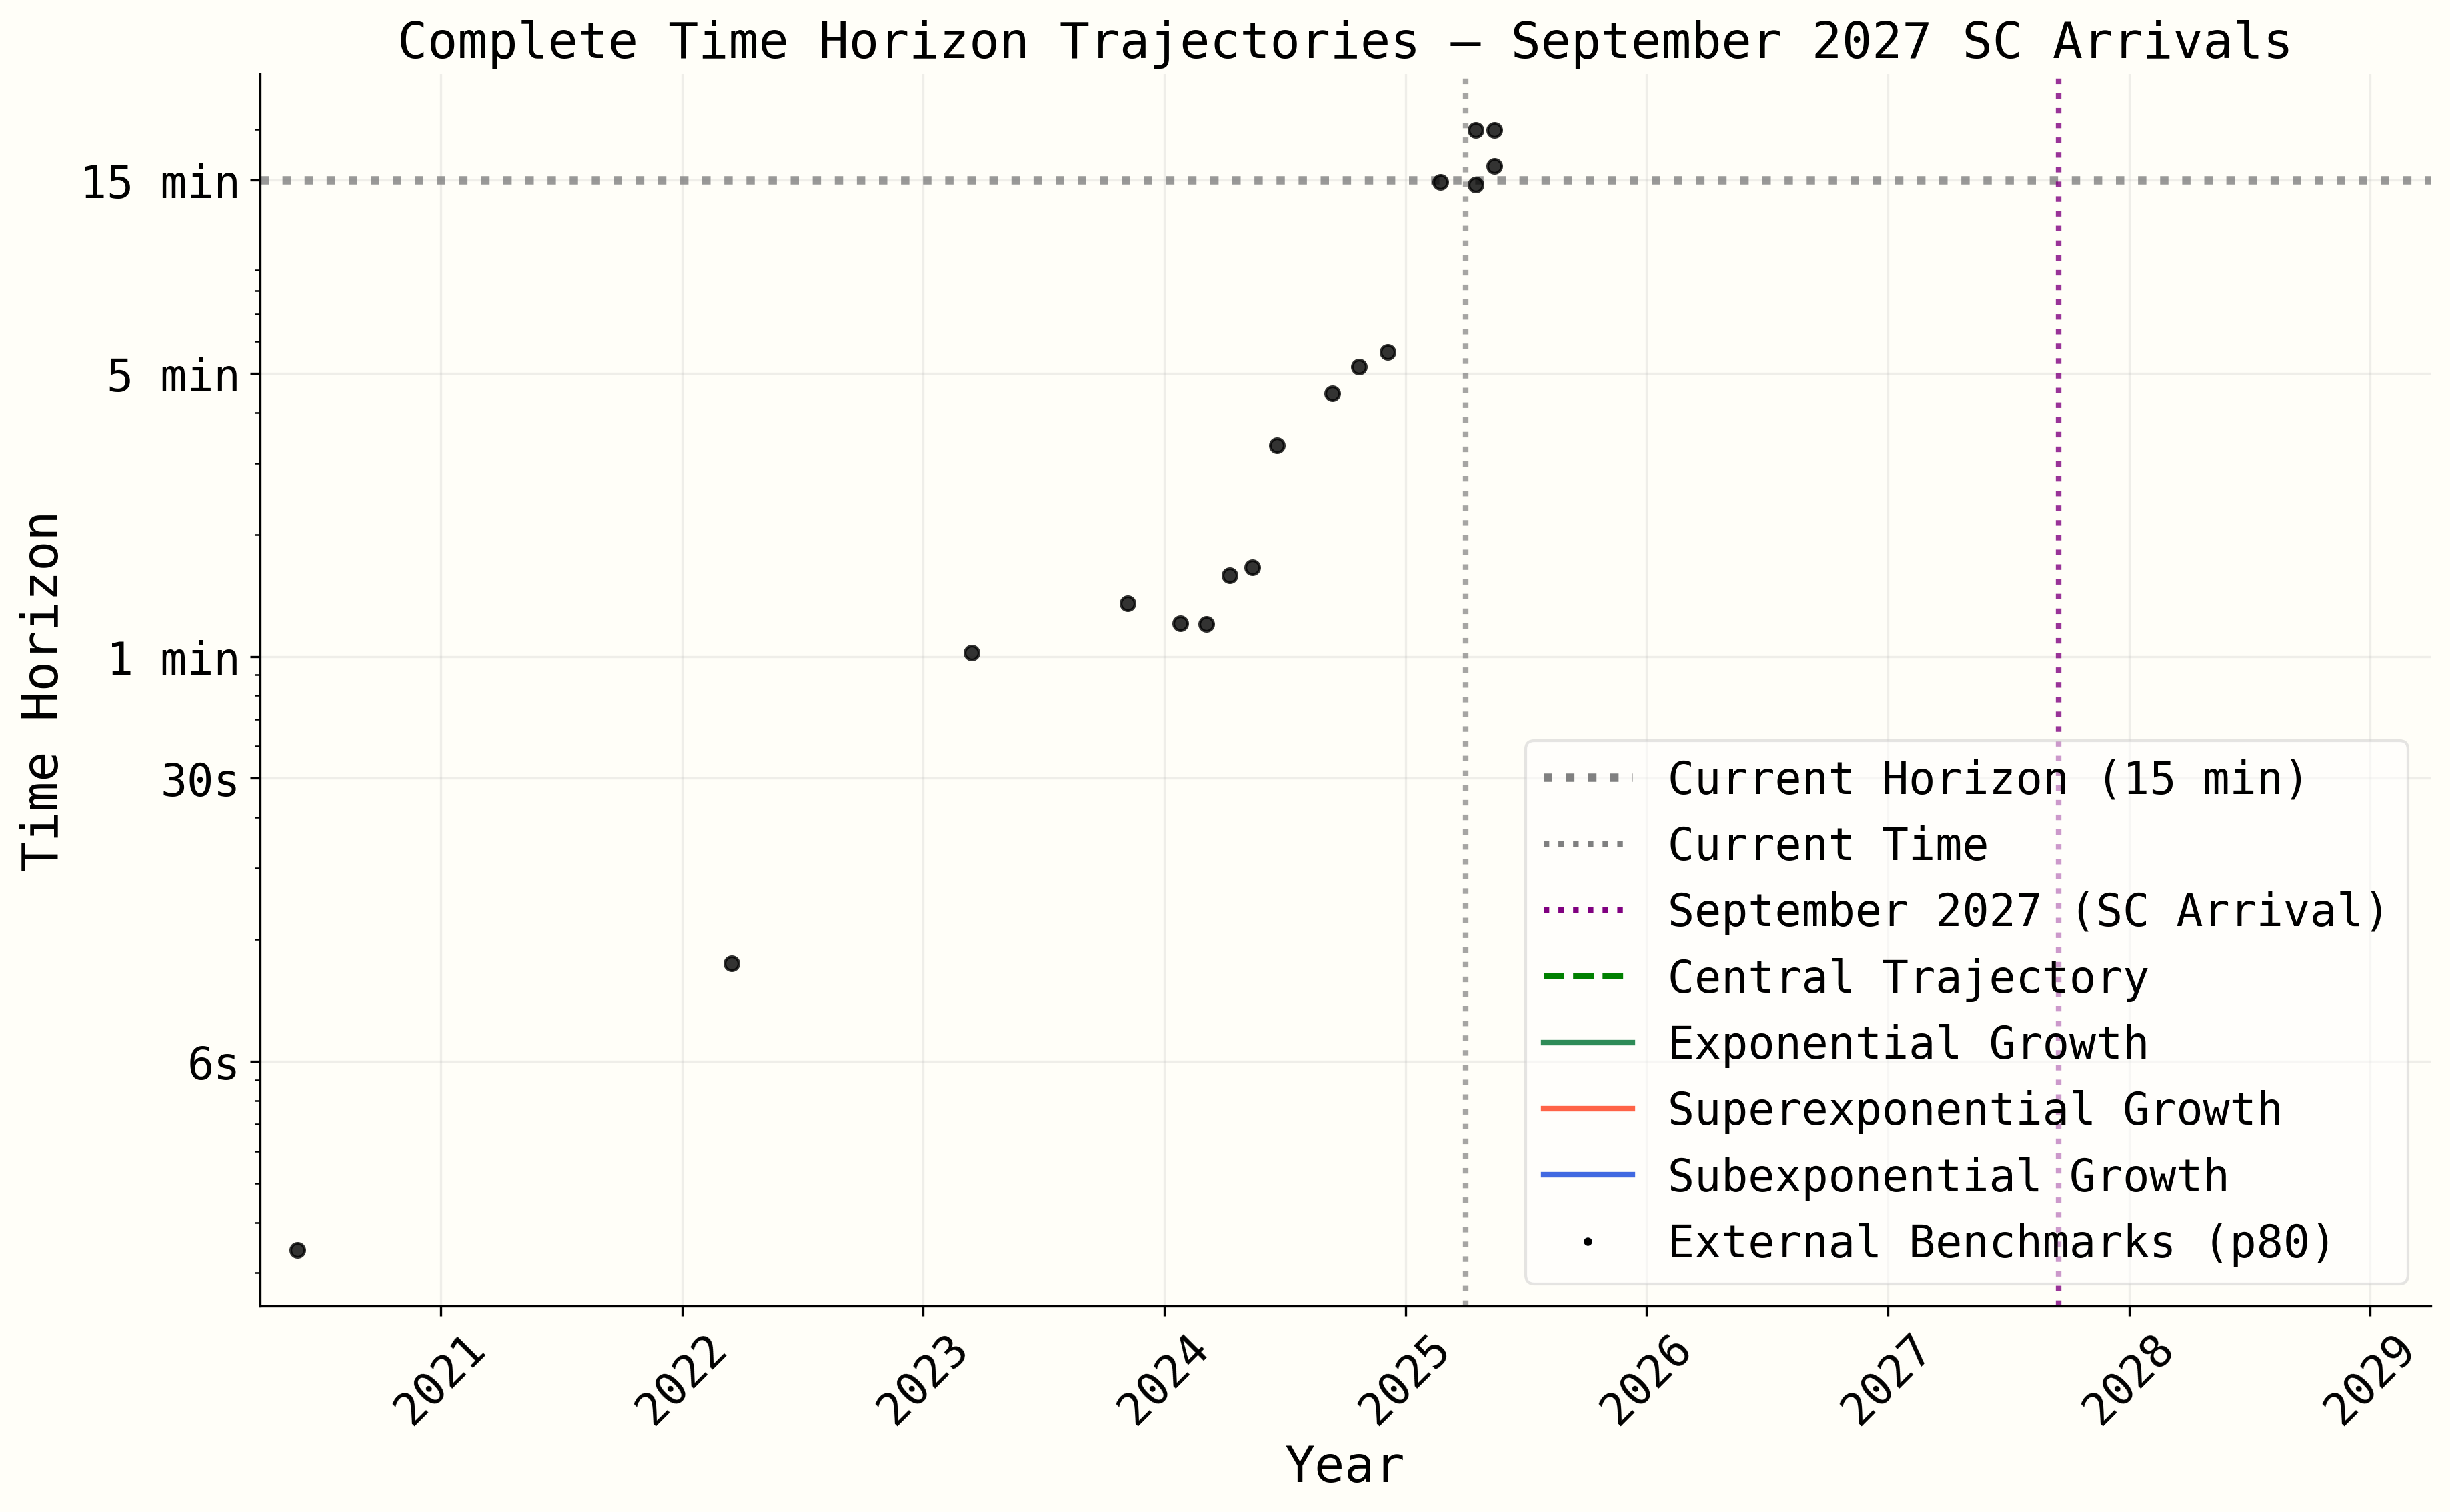 Complete Time Horizon Trajectories — September 2027 SC Arrivals
Time Horizon
15 min
5 min
1 min
30s
6s
Current Horizon (15 min)
Current Time
September 2027 (SC Arrival)
Central Trajectory
Exponential Growth
Superexponential Growth
Subexponential Growth
External Benchmarks (p80)
2021
2022
2023
2024
2025
2026
2027
2028
2029
Year